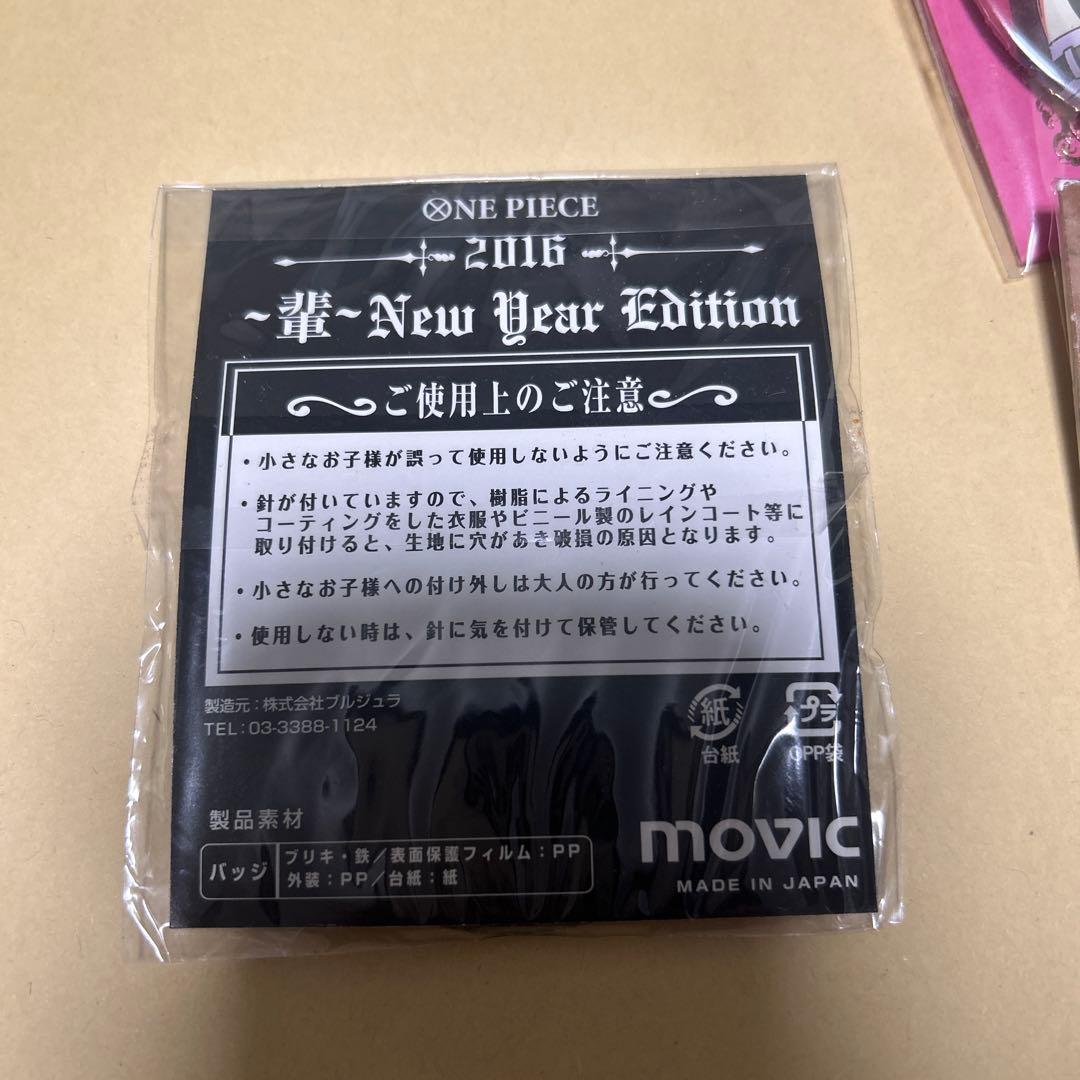 ONE PIECE
2016
~輩~New Year Edition
ご使用上のご注意
・小さなお子様が誤って使用しないようにご注意ください。
・針が付いていますので、樹脂によるライニングや
コーティングをした衣服やビニール製のレインコート等に
取り付けると、生地に穴があき破損の原因となります。
・小さなお子様への付け外しは大人の方が行ってください。
・使用しない時は、針に気を付けて保管してください。
製造元:株式会社ブルジュラ
TEL:03-3388-1124
紙
台紙
プラ
OPP袋
製品素材
バッジ
ブリキ・鉄/表面保護フィルム:PP
外装:PP/台紙:紙
movic
MADE IN JAPAN